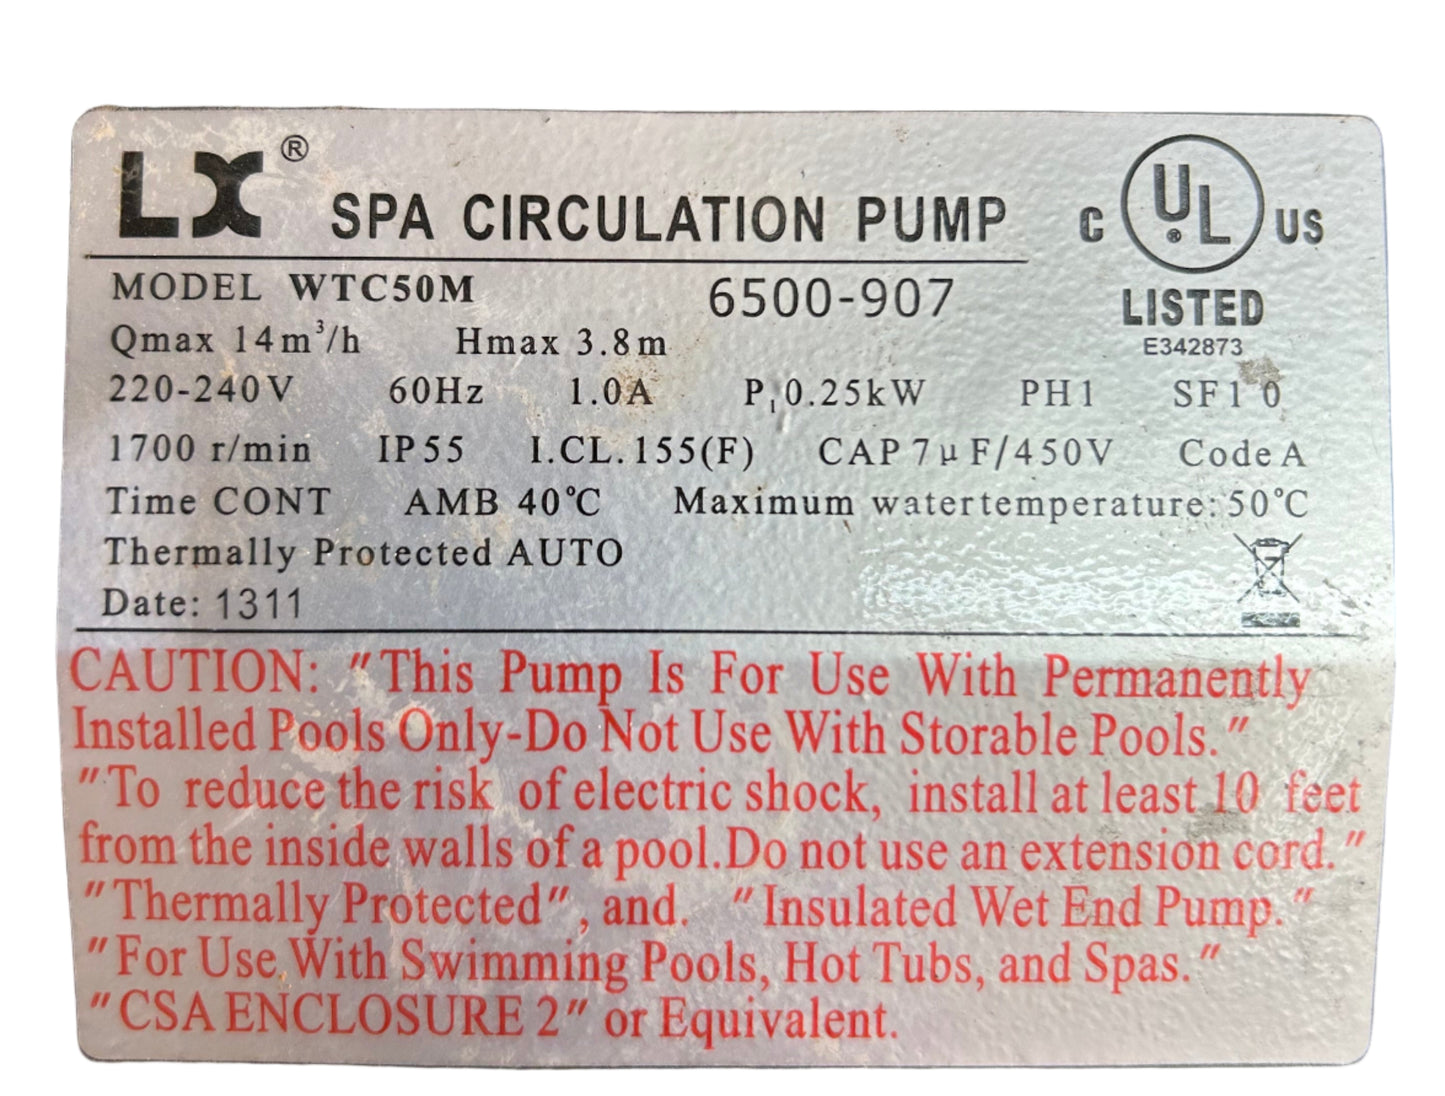 LX®
SPA CIRCULATION PUMP
C UL® US
LISTED
E342873
MODEL WTC50M 6500-907
Qmax 14m³/h Hmax 3.8m
220-240V 60Hz 1.0A P₁0.25kW PH1 SF1 0
1700 r/min IP55 I.CL.155(F) CAP 7μF/450V Code A
Time CONT AMB 40°C Maximum watertemperature: 50°C
Thermally Protected AUTO
Date: 1311
CAUTION: "This Pump Is For Use With Permanently
Installed Pools Only-Do Not Use With Storable Pools."
"To reduce the risk of electric shock, install at least 10 feet
from the inside walls of a pool.Do not use an extension cord."
"Thermally Protected", and. "Insulated Wet End Pump."
"For Use With Swimming Pools, Hot Tubs, and Spas."
"CSA ENCLOSURE 2" or Equivalent.